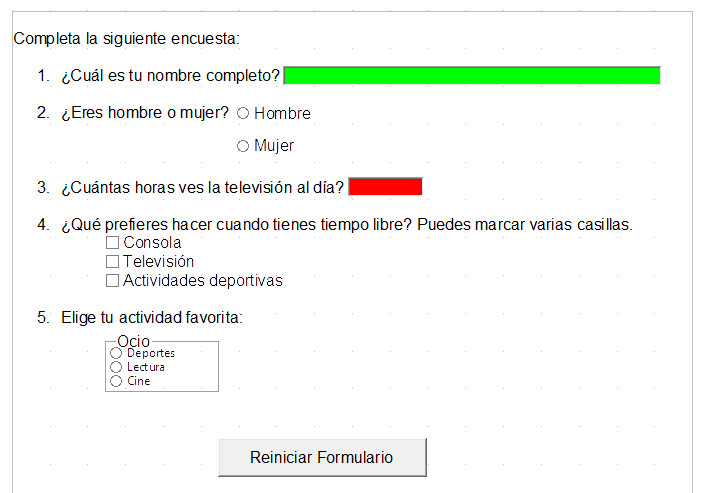 Completa la siguiente encuesta:
1. ¿Cuál es tu nombre completo?
2. ¿Eres hombre o mujer? Hombre
Mujer
3. ¿Cuántas horas ves la televisión al día?
4. ¿Qué prefieres hacer cuando tienes tiempo libre? Puedes marcar varias casillas.
Consola
Televisión
Actividades deportivas
5. Elige tu actividad favorita:
Ocio
Deportes
Lectura
Cine
Reiniciar Formulario